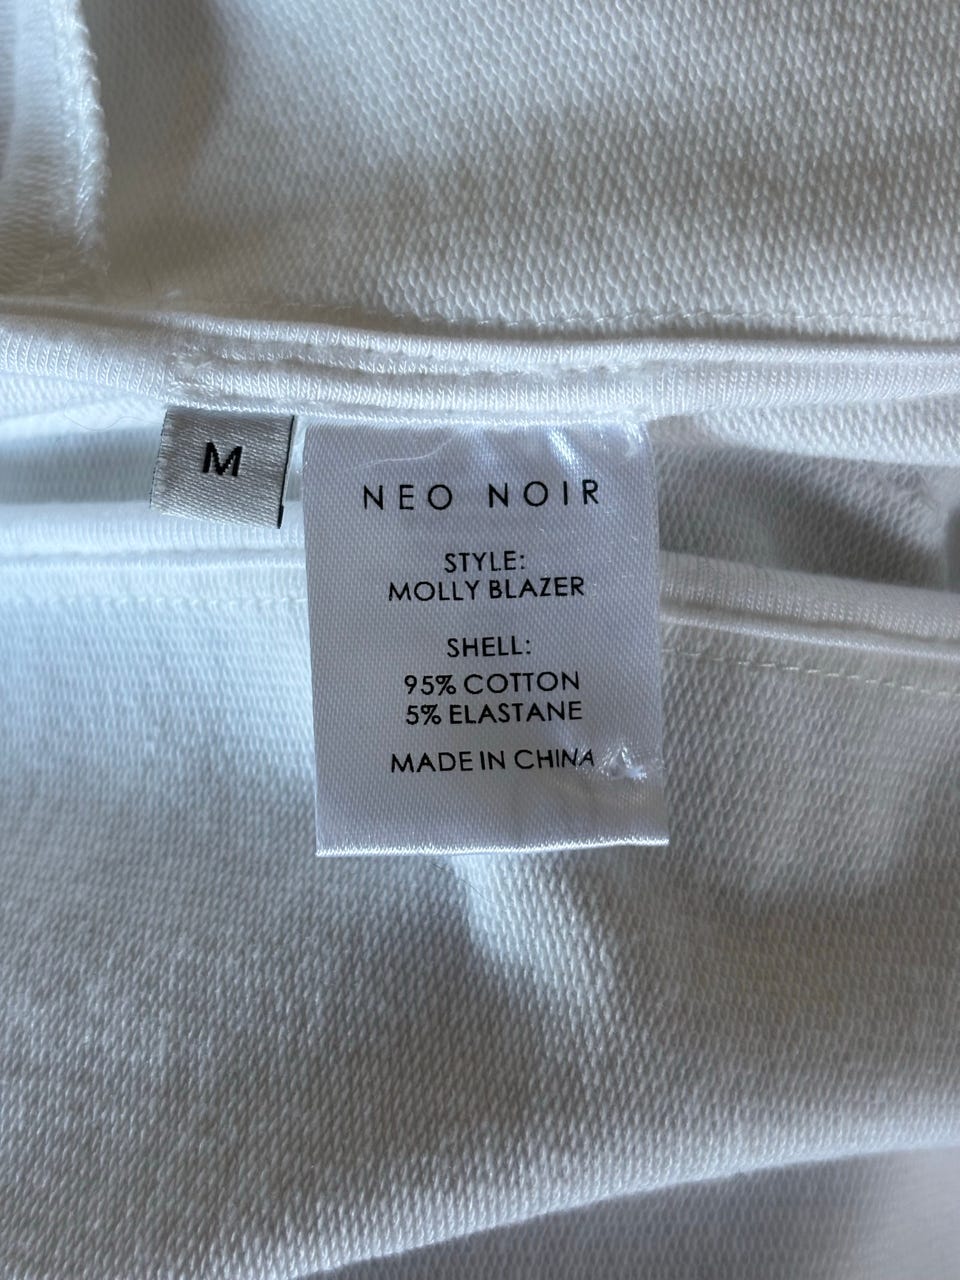 M
NEO NOIR
STYLE:
MOLLY BLAZER
SHELL:
95% COTTON
5% ELASTANE
MADE IN CHINA